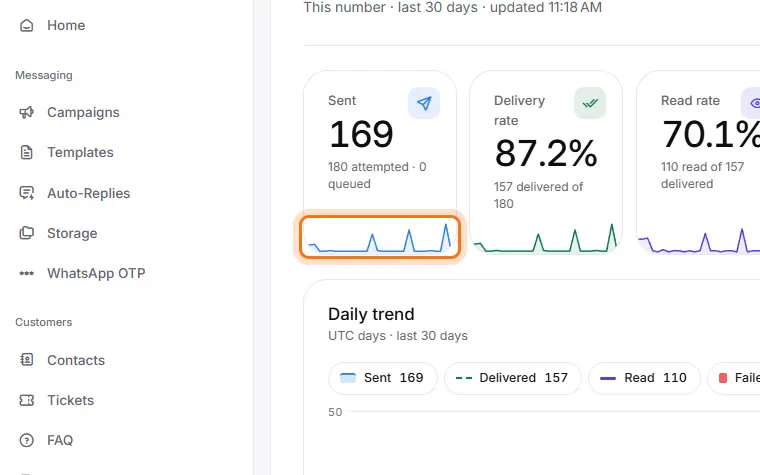 Home
Messaging
Campaigns
Templates
Auto-Replies
Storage
WhatsApp OTP
Customers
Contacts
Tickets
FAQ
This number · last 30 days · updated 11:18 AM
Sent
169
180 attempted · 0
queued
Delivery
rate
87.2%
157 delivered of
180
Read rate
70.1%
110 read of 157
delivered
Daily trend
UTC days · last 30 days
Sent 169
Delivered 157
Read 110
Faile
50